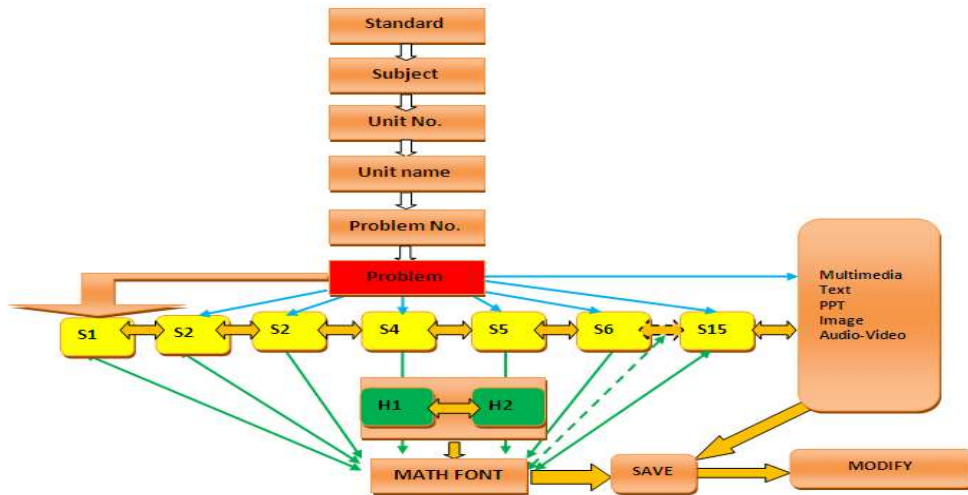 Standard
Subject
Unit No.
Unit name
Problem No.
Problem
Multimedia
Text
PPT
Image
Audio-Video
S1
S2
S2
S4
S5
S6
S15
H1
H2
MATH FONT
SAVE
MODIFY